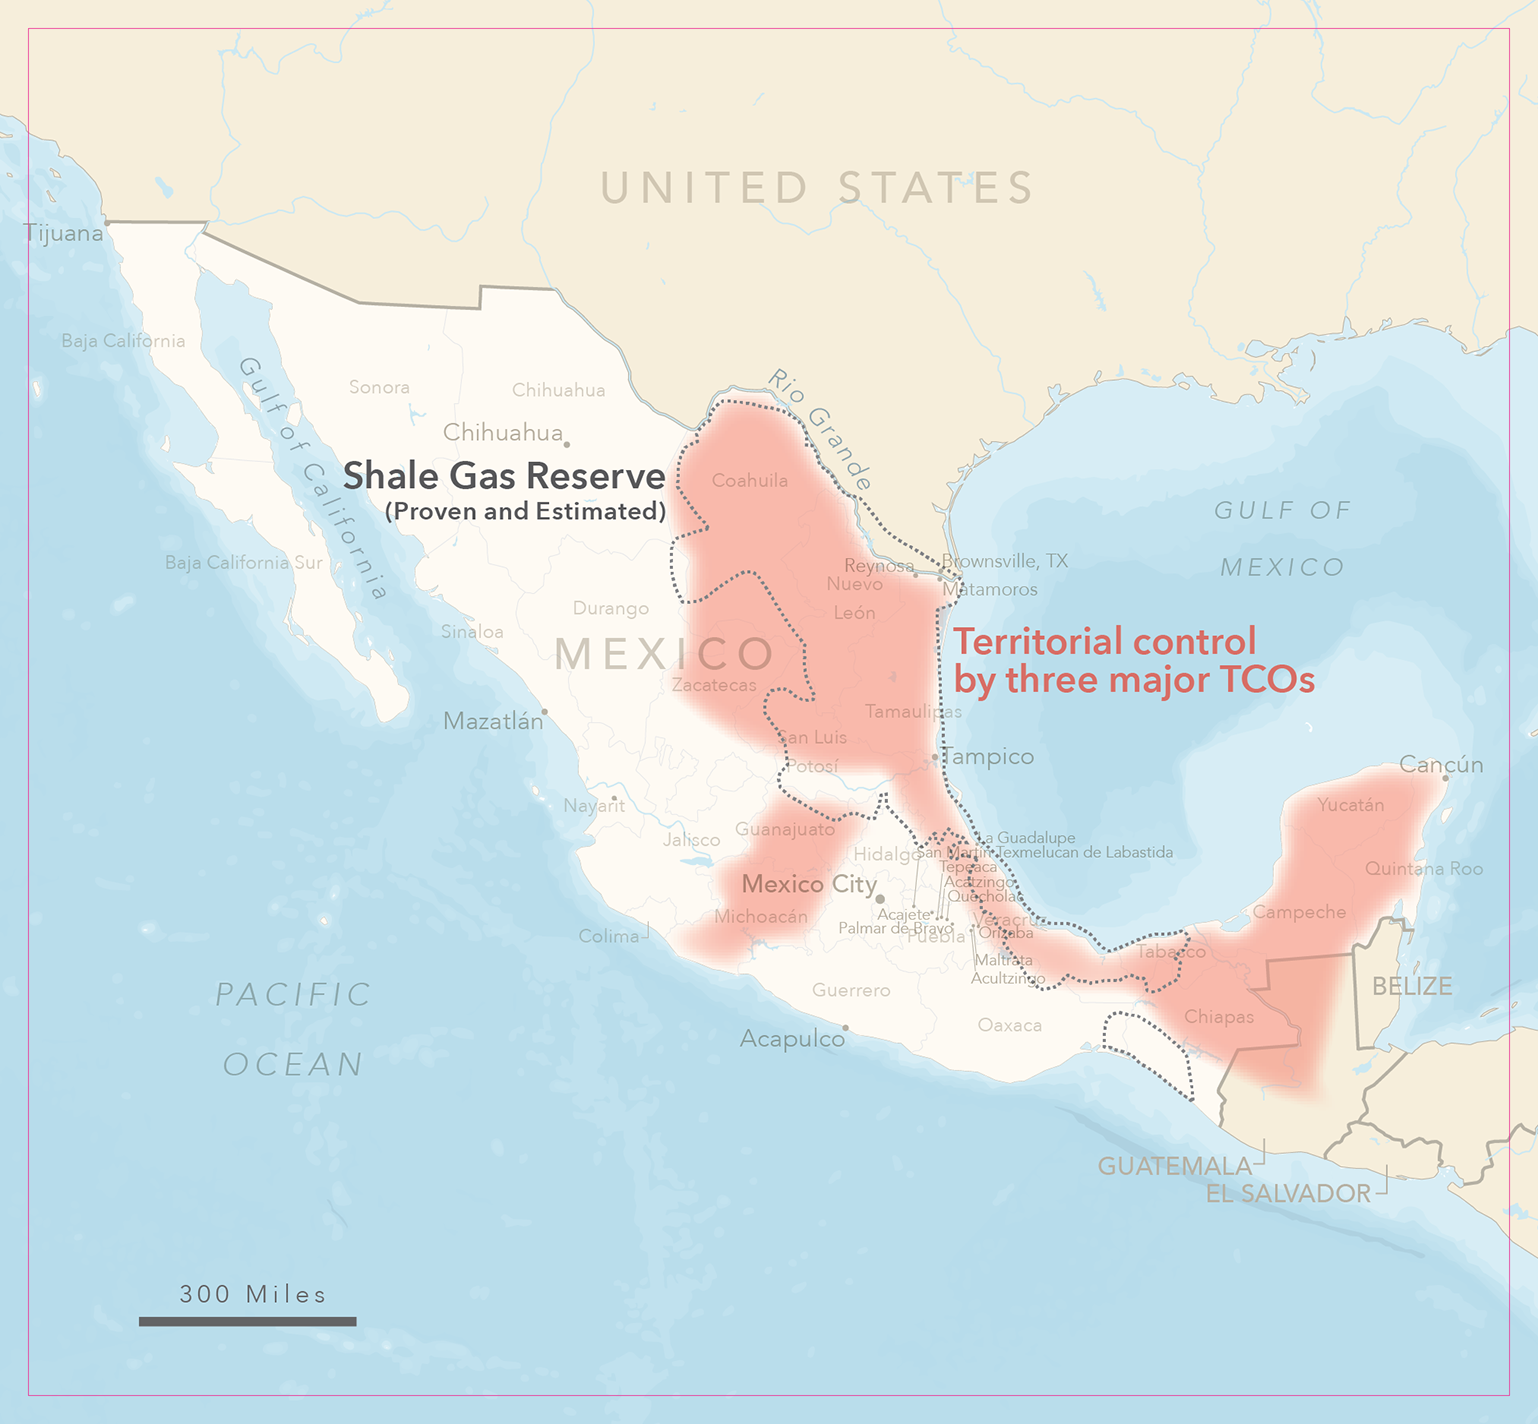 UNITED STATES
Tijuana
Baja California
Sonora
Chihuahua
Rio Grande
Gulf of California
Chihuahua
Shale Gas Reserve
(Proven and Estimated)
Coahuila
GULF OF
MEXICO
Baja California Sur
Reynosa
Brownsville, TX
Nuevo
León
Matamoros
Durango
Sinaloa
MEXICO
Territorial control
by three major TCOs
Zacatecas
Mazatlán
Tamaulipas
San Luis
Potosí
Tampico
Cancún
Nayarit
Yucatán
Jalisco
Guanajuato
La Guadalupe
Hidalgo
San Martin Texmelucan de Labastida
Tepeaca
Quintana Roo
Mexico City
Acatzingo
Quecholac
Michoacán
Acajete
Veracruz
Campeche
Palmar de Bravo
Colima
Puebla
Orizaba
Tabasco
Maltrata
Acultzingo
BELIZE
PACIFIC
OCEAN
Guerrero
Oaxaca
Chiapas
Acapulco
GUATEMALA
EL SALVADOR
300 Miles